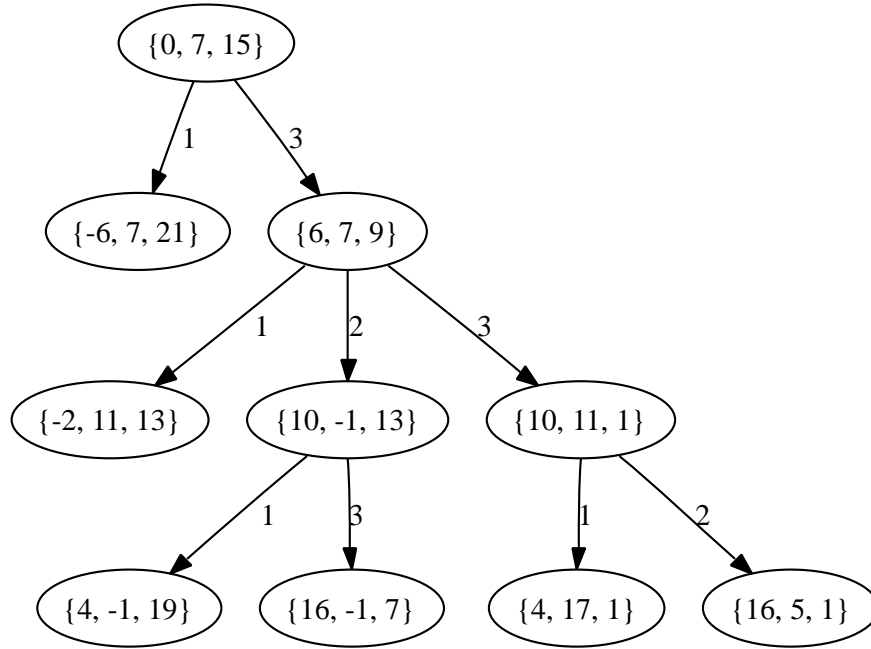 {0, 7, 15}
1
3
{-6, 7, 21}
{6, 7, 9}
1
2
3
{-2, 11, 13}
{10, -1, 13}
{10, 11, 1}
1
3
1
2
{4, -1, 19}
{16, -1, 7}
{4, 17, 1}
{16, 5, 1}